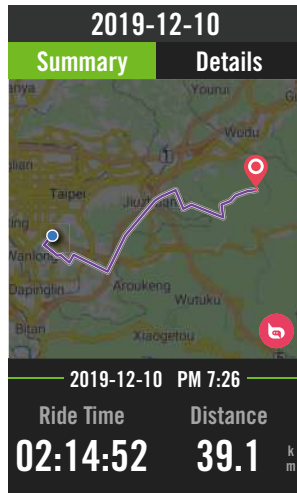 2019-12-10
Summary Details
Yourui
Wudu
Taipei
Wanlong
Dapinglin
Aroukeng
Wutuku
Bitan
Xiaogetou
2019-12-10 PM 7:26
Ride Time Distance
02:14:52 39.1 km